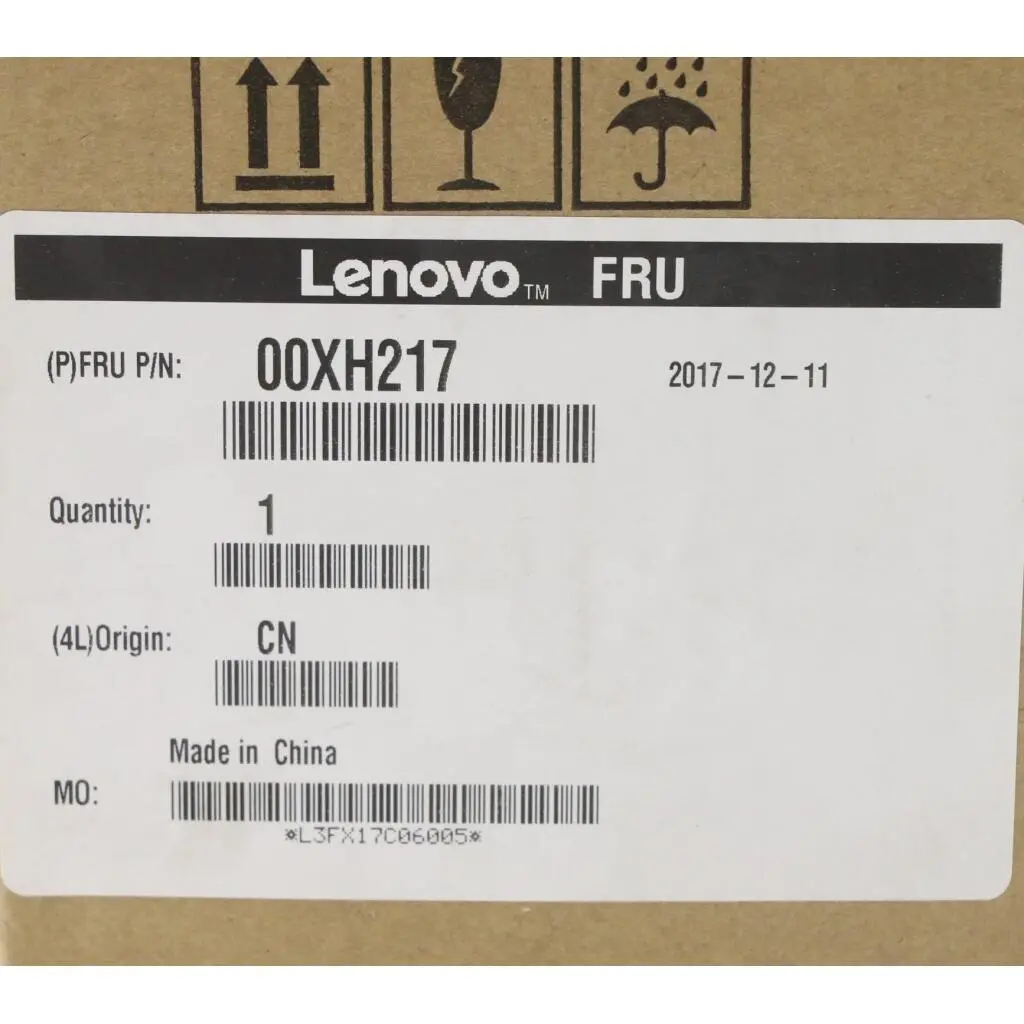 Lenovo™ FRU
(P)FRU P/N: 00XH217 2017-12-11
Quantity: 1
(4L)Origin: CN
Made in China
MO:
*L3FX17C06005*